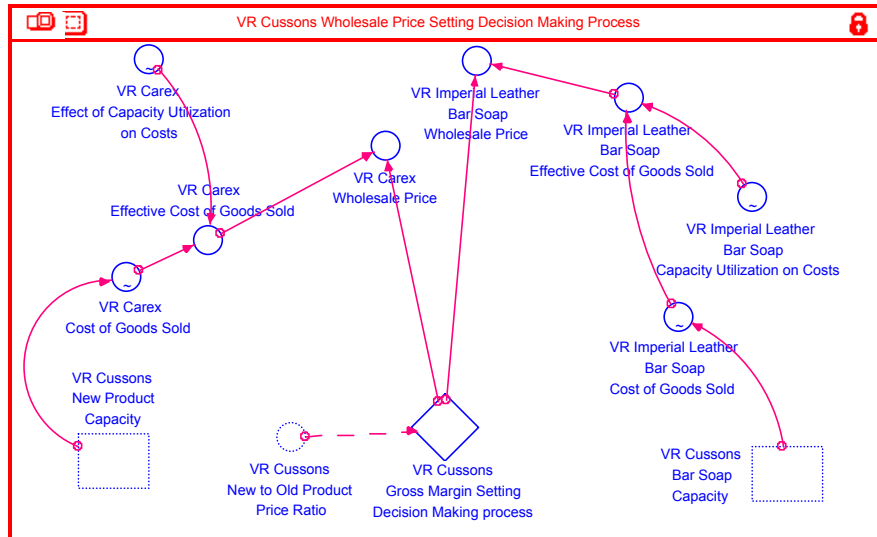 VR Cussons Wholesale Price Setting Decision Making Process
VR Carex
Effect of Capacity Utilization
on Costs
VR Imperial Leather
Bar Soap
Wholesale Price
VR Imperial Leather
Bar Soap
Effective Cost of Goods Sold
VR Carex
Wholesale Price
VR Carex
Effective Cost of Goods Sold
VR Imperial Leather
Bar Soap
Capacity Utilization on Costs
VR Carex
Cost of Goods Sold
VR Imperial Leather
Bar Soap
Cost of Goods Sold
VR Cussons
New Product
Capacity
VR Cussons
New to Old Product
Price Ratio
VR Cussons
Gross Margin Setting
Decision Making process
VR Cussons
Bar Soap
Capacity